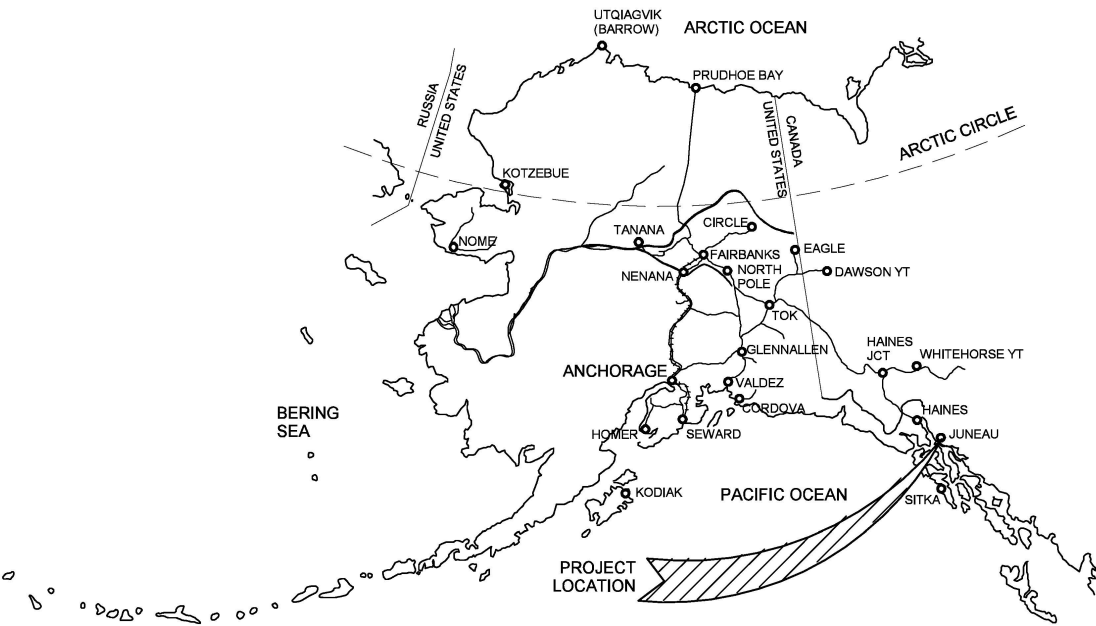 UTQIAGVIK
(BARROW)
ARCTIC OCEAN
PRUDHOE BAY
RUSSIA
UNITED STATES
CANADA
UNITED STATES
ARCTIC CIRCLE
KOTZEBUE
NOME
TANANA
CIRCLE
FAIRBANKS
EAGLE
NENANA
NORTH
POLE
DAWSON YT
TOK
HAINES
JCT
WHITEHORSE YT
GLENNALLEN
ANCHORAGE
VALDEZ
CORDOVA
BERING
SEA
HOMER
SEWARD
HAINES
JUNEAU
KODIAK
PACIFIC OCEAN
SITKA
PROJECT
LOCATION